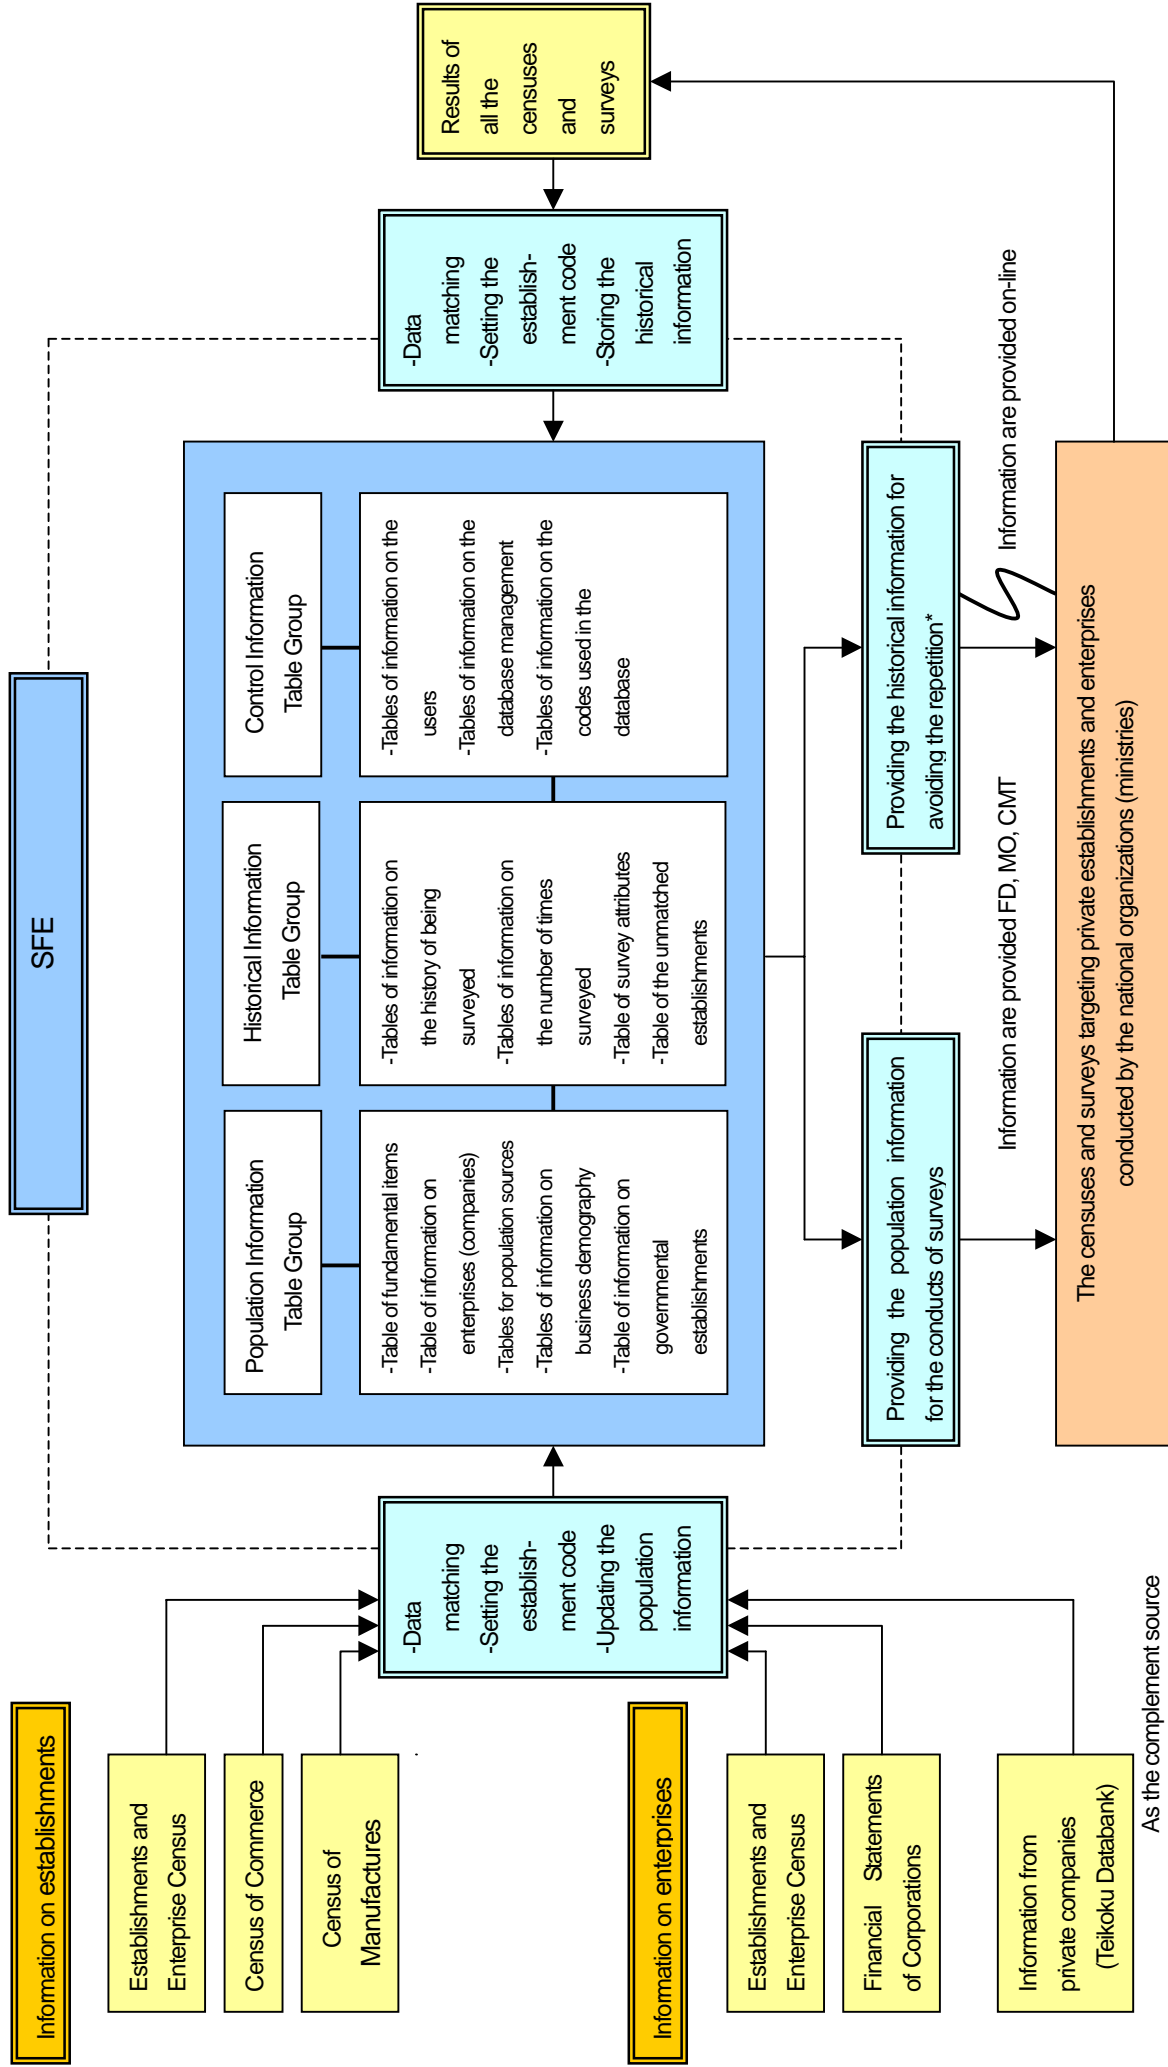 SFE
Information on establishments
Establishments and
Enterprise Census
Census of Commerce
Census of
Manufactures
Information on enterprises
Establishments and
Enterprise Census
Financial Statements
of Corporations
Information from
private companies
(Teikoku Databank)
As the complement source
-Data
matching
-Setting the
establish-
ment code
-Updating the
population
information
Population Information
Table Group
-Table of fundamental items
-Table of information on
enterprises (companies)
-Tables for population sources
-Tables of information on
business demography
-Table of information on
governmental
establishments
Historical Information
Table Group
-Tables of information on
the history of being
surveyed
-Tables of information on
the number of times
surveyed
-Table of survey attributes
-Table of the unmatched
establishments
Control Information
Table Group
-Tables of information on the
users
-Tables of information on the
database management
-Tables of information on the
codes used in the
database
-Data
matching
-Setting the
establish-
ment code
-Storing the
historical
information
Results of
all the
censuses
and
surveys
Providing the population information
for the conducts of surveys
Providing the historical information for
avoiding the repetition*
Information are provided FD, MO, CMT
Information are provided on-line
The censuses and surveys targeting private establishments and enterprises
conducted by the national organizations (ministries)